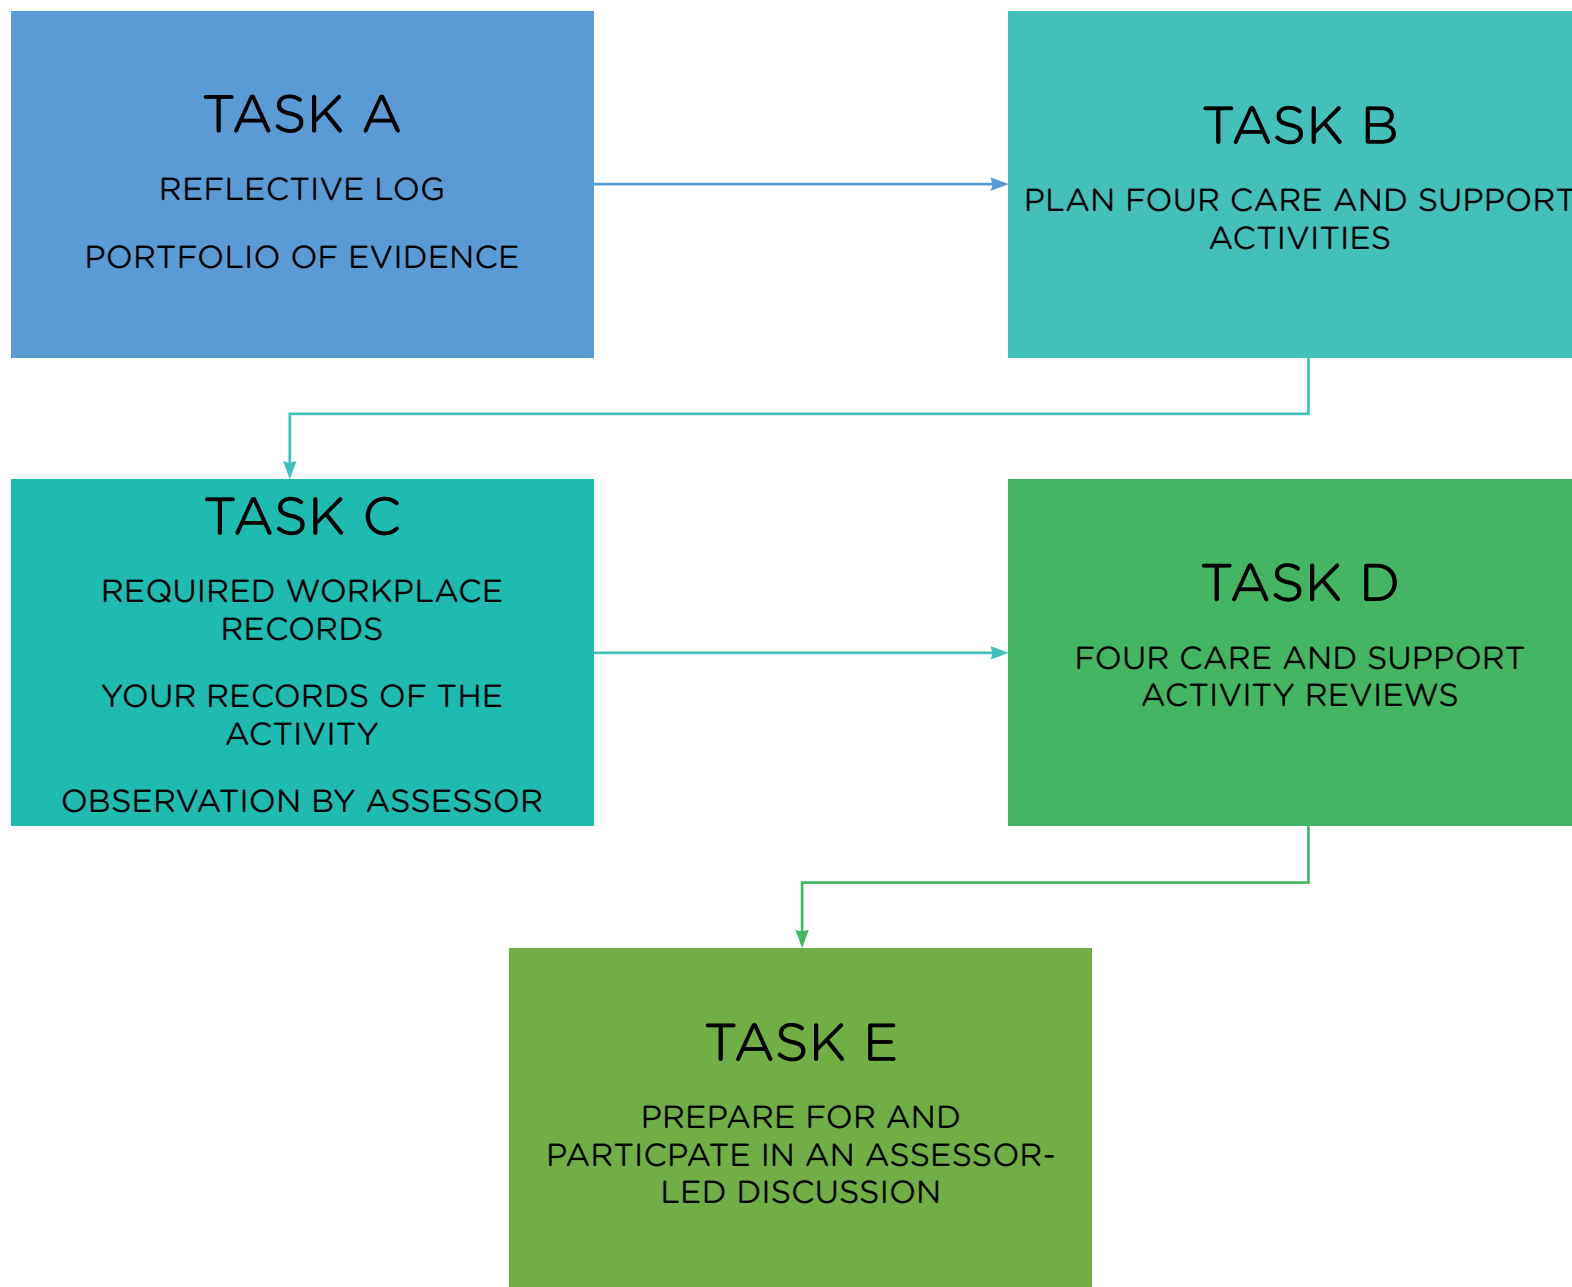 TASK A
REFLECTIVE LOG
PORTFOLIO OF EVIDENCE
TASK B
PLAN FOUR CARE AND SUPPORT
ACTIVITIES
TASK C
REQUIRED WORKPLACE
RECORDS
YOUR RECORDS OF THE
ACTIVITY
OBSERVATION BY ASSESSOR
TASK D
FOUR CARE AND SUPPORT
ACTIVITY REVIEWS
TASK E
PREPARE FOR AND
PARTICPATE IN AN ASSESSOR-
LED DISCUSSION